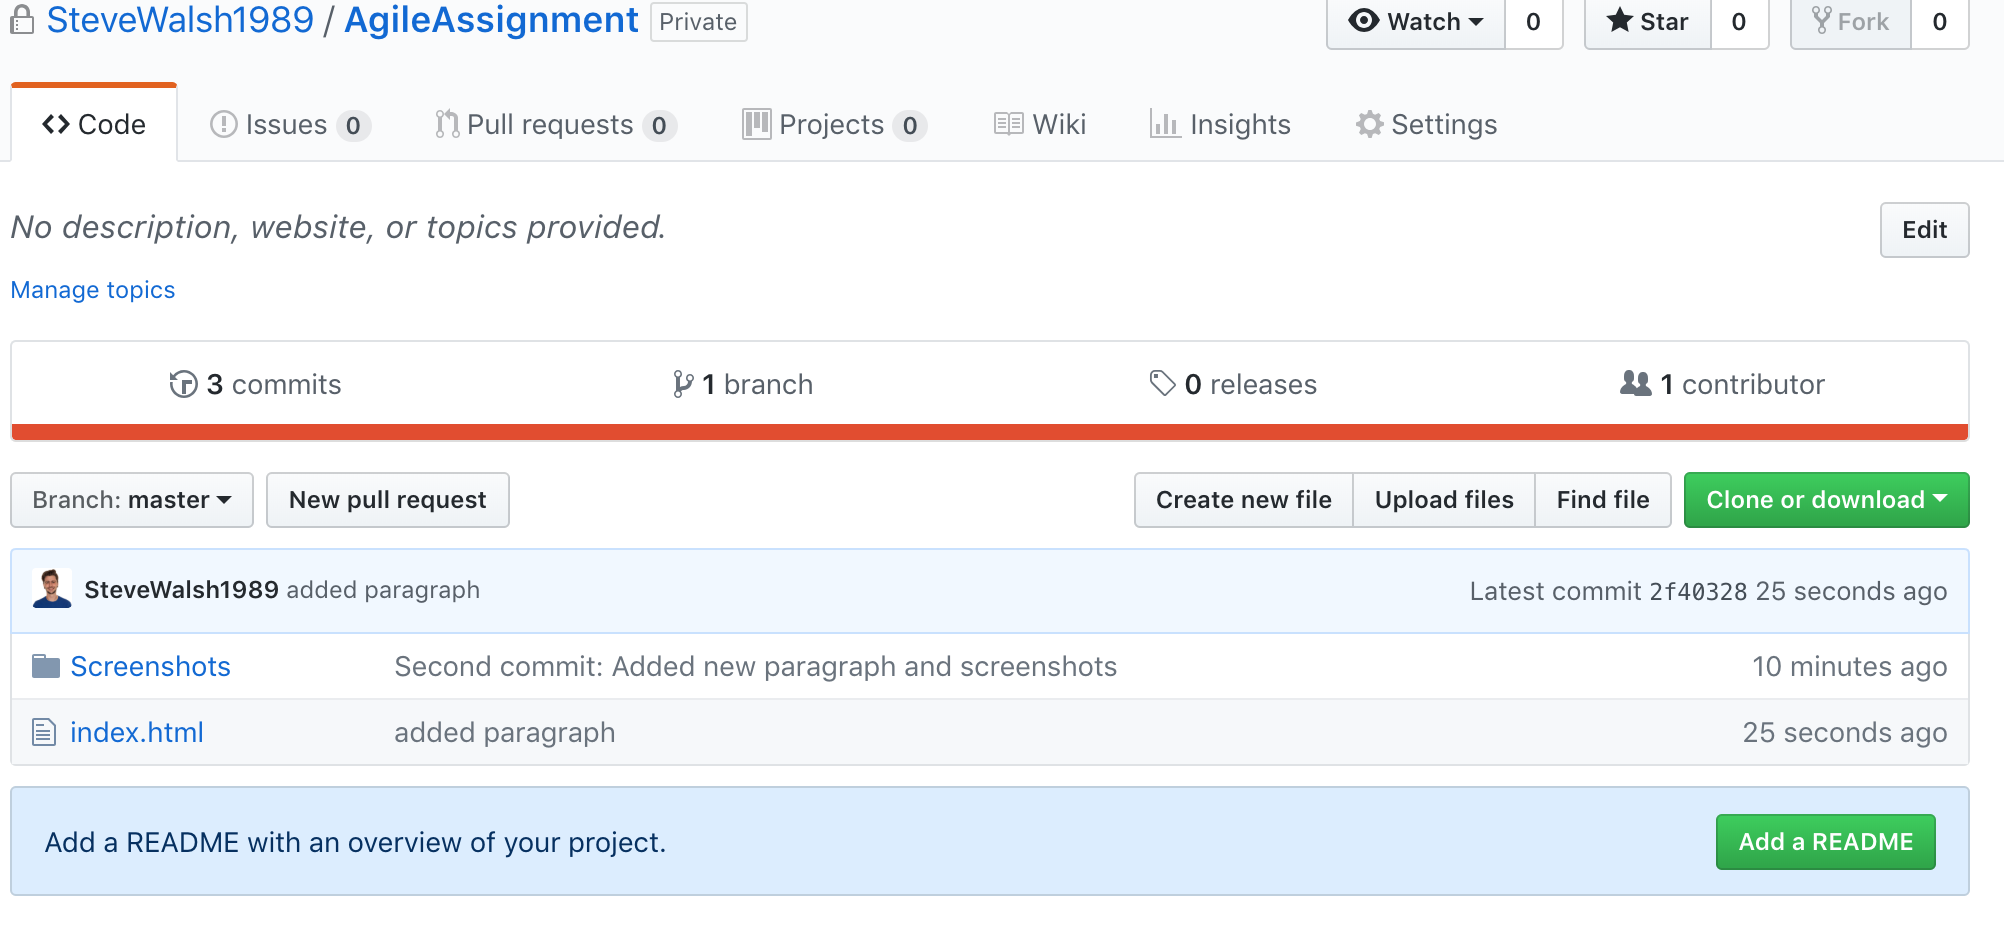 SteveWalsh1989 / AgileAssignment Private Watch 0 Star 0 Fork 0
Code Issues 0 Pull requests 0 Projects 0 Wiki Insights Settings
No description, website, or topics provided. Edit
Manage topics
3 commits 1 branch 0 releases 1 contributor
Branch: master New pull request Create new file Upload files Find file Clone or download
SteveWalsh1989 added paragraph Latest commit 2f40328 25 seconds ago
Screenshots Second commit: Added new paragraph and screenshots 10 minutes ago
index.html added paragraph 25 seconds ago
Add a README with an overview of your project. Add a README